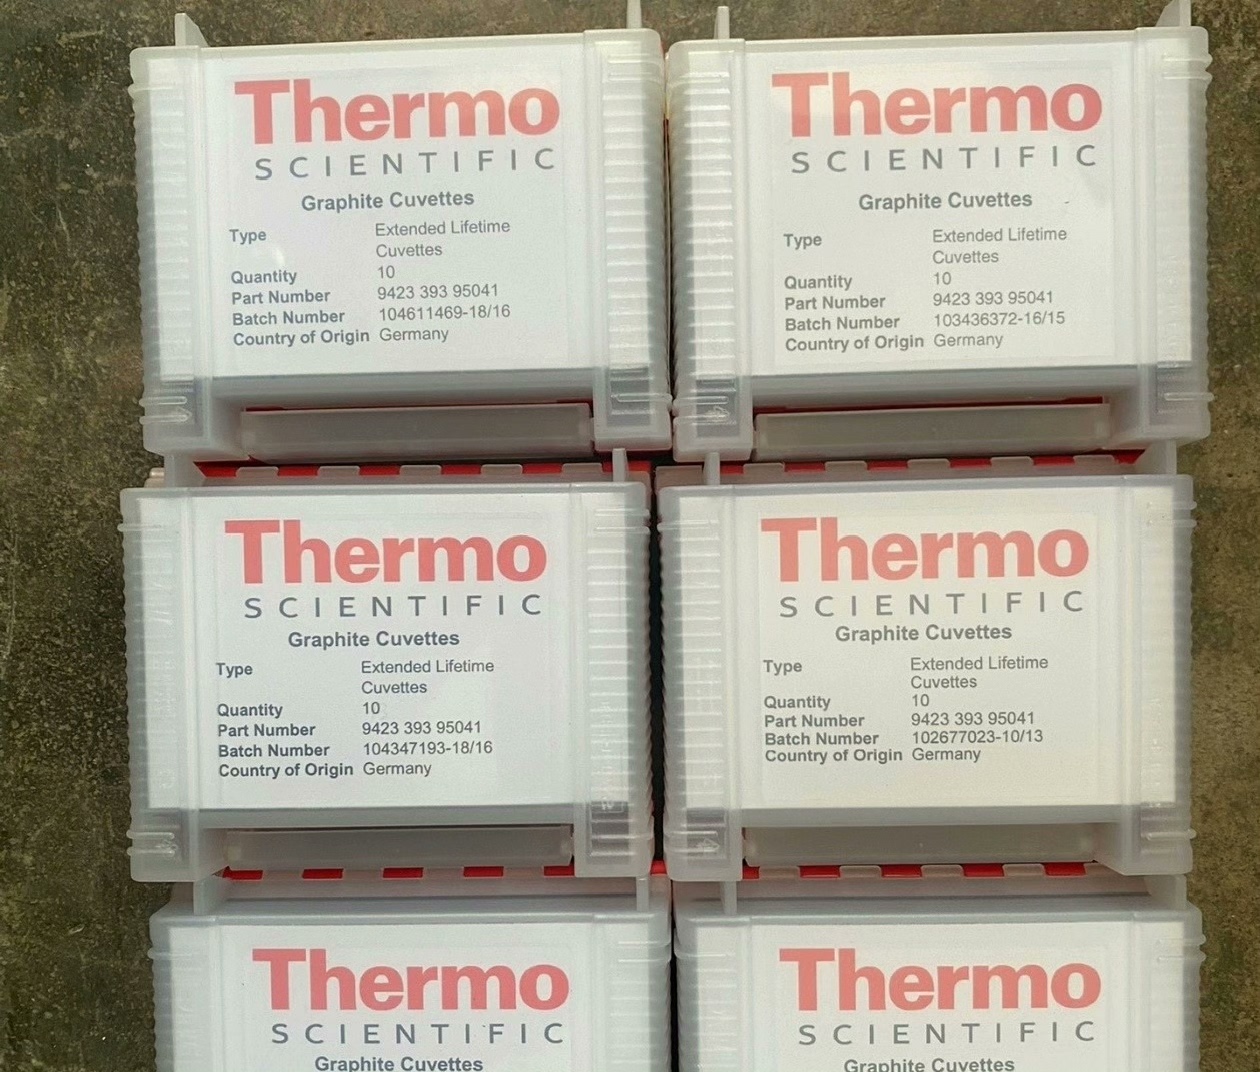 Thermo
SCIENTIFIC
Graphite Cuvettes
Type Extended Lifetime
Cuvettes
Quantity 10
Part Number 9423 393 95041
Batch Number 104611469-18/16
Country of Origin Germany
Thermo
SCIENTIFIC
Graphite Cuvettes
Type Extended Lifetime
Cuvettes
Quantity 10
Part Number 9423 393 95041
Batch Number 103436372-16/15
Country of Origin Germany
Thermo
SCIENTIFIC
Graphite Cuvettes
Type Extended Lifetime
Cuvettes
Quantity 10
Part Number 9423 393 95041
Batch Number 104347193-18/16
Country of Origin Germany
Thermo
SCIENTIFIC
Graphite Cuvettes
Type Extended Lifetime
Cuvettes
Quantity 10
Part Number 9423 393 95041
Batch Number 102677023-10/13
Country of Origin Germany
Thermo
SCIENTIFIC
Graphite Cuvettes
Thermo
SCIENTIFIC
Graphite Cuvettes